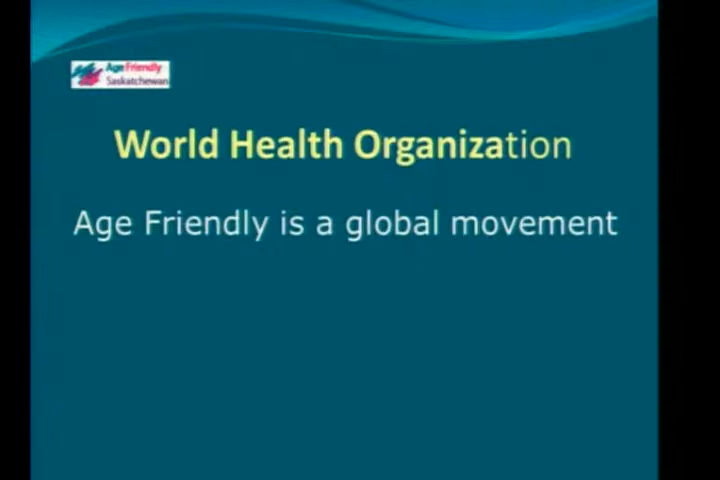 Age Friendly
Saskatchewan
World Health Organization
Age Friendly is a global movement